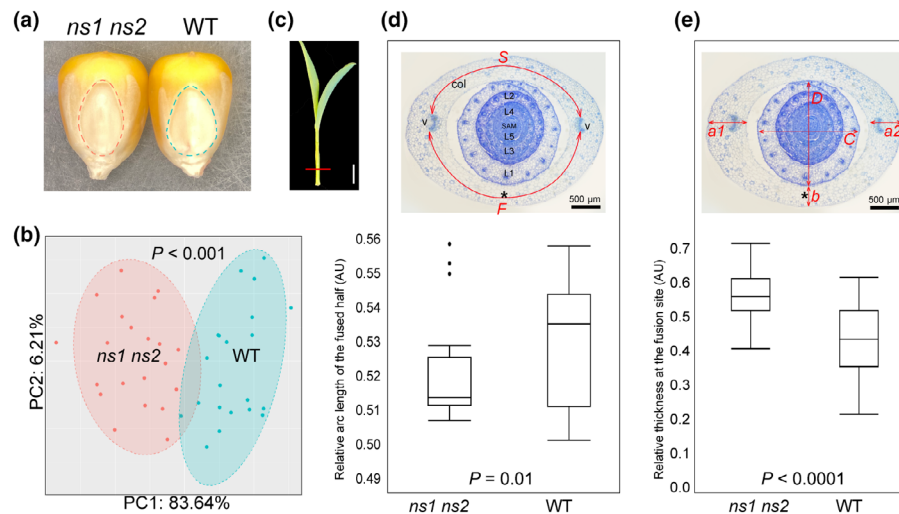 (a)
ns1 ns2
WT
(c)
(b)
P < 0.001
ns1 ns2
WT
PC2: 6.21%
PC1: 83.64%
(d)
S
col
L2
L4
v
SAM
v
L5
L3
L1
*
F
500 µm
Relative arc length of the fused half (AU)
0.56
0.55
0.54
0.53
0.52
0.51
0.50
0.49
P = 0.01
ns1 ns2
WT
(e)
D
a1
a2
C
*
b
500 µm
Relative thickness at the fusion site (AU)
0.7
0.6
0.5
0.4
0.3
0.2
0.1
0.0
P < 0.0001
ns1 ns2
WT